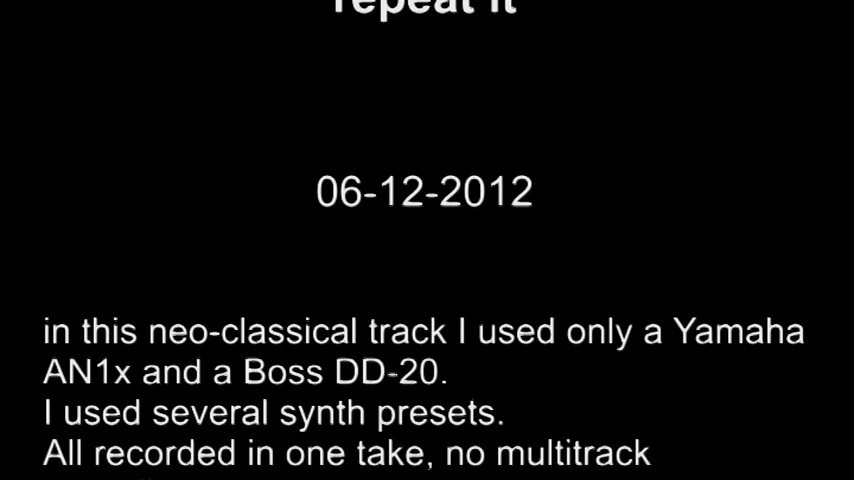 repeat it
06-12-2012
in this neo-classical track I used only a Yamaha
AN1x and a Boss DD-20.
I used several synth presets.
All recorded in one take, no multitrack